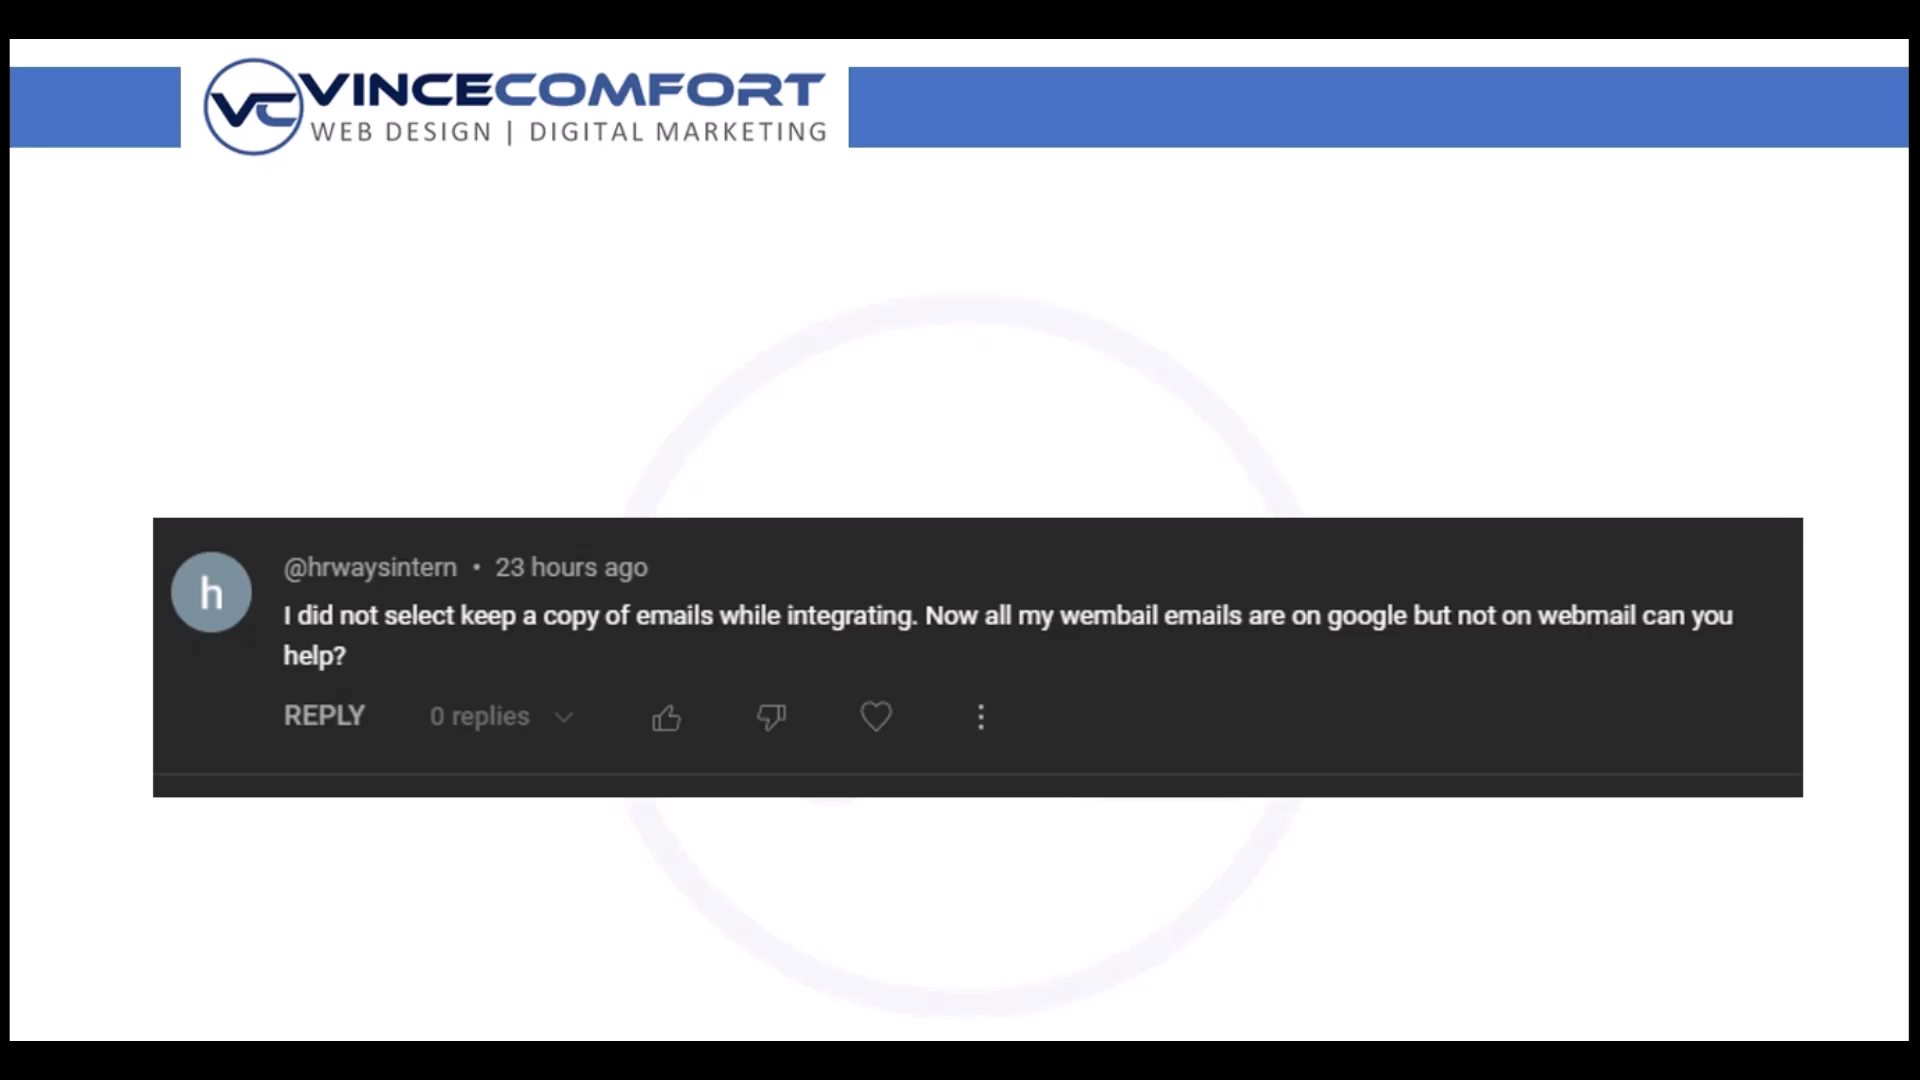 VC VINCECOMFORT
WEB DESIGN | DIGITAL MARKETING
h
@hrwaysintern • 23 hours ago
I did not select keep a copy of emails while integrating. Now all my wembail emails are on google but not on webmail can you
help?
REPLY 0 replies